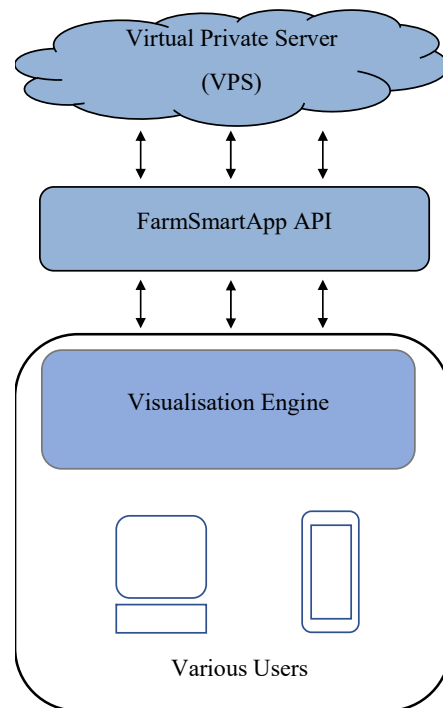 Virtual Private Server
(VPS)
FarmSmartApp API
Visualisation Engine
Various Users